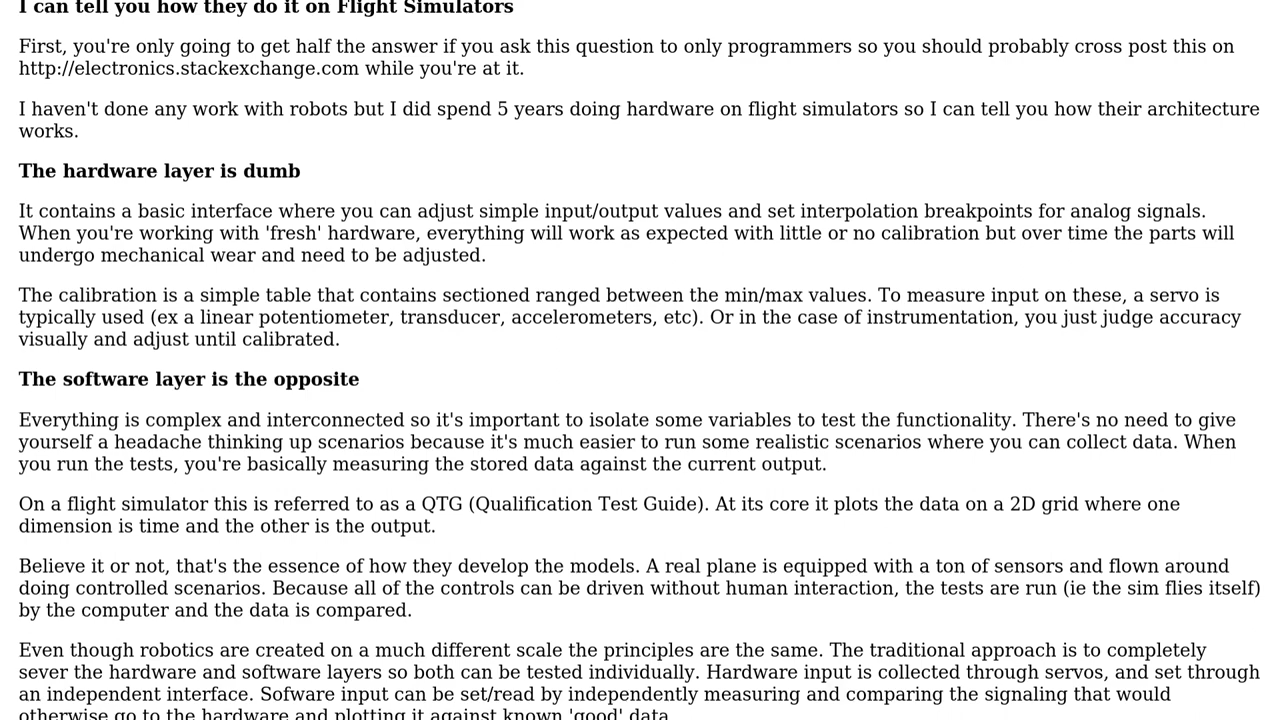 I can tell you how they do it on Flight Simulators
First, you're only going to get half the answer if you ask this question to only programmers so you should probably cross post this on
http://electronics.stackexchange.com while you're at it.
I haven't done any work with robots but I did spend 5 years doing hardware on flight simulators so I can tell you how their architecture
works.
The hardware layer is dumb
It contains a basic interface where you can adjust simple input/output values and set interpolation breakpoints for analog signals.
When you're working with 'fresh' hardware, everything will work as expected with little or no calibration but over time the parts will
undergo mechanical wear and need to be adjusted.
The calibration is a simple table that contains sectioned ranged between the min/max values. To measure input on these, a servo is
typically used (ex a linear potentiometer, transducer, accelerometers, etc). Or in the case of instrumentation, you just judge accuracy
visually and adjust until calibrated.
The software layer is the opposite
Everything is complex and interconnected so it's important to isolate some variables to test the functionality. There's no need to give
yourself a headache thinking up scenarios because it's much easier to run some realistic scenarios where you can collect data. When
you run the tests, you're basically measuring the stored data against the current output.
On a flight simulator this is referred to as a QTG (Qualification Test Guide). At its core it plots the data on a 2D grid where one
dimension is time and the other is the output.
Believe it or not, that's the essence of how they develop the models. A real plane is equipped with a ton of sensors and flown around
doing controlled scenarios. Because all of the controls can be driven without human interaction, the tests are run (ie the sim flies itself)
by the computer and the data is compared.
Even though robotics are created on a much different scale the principles are the same. The traditional approach is to completely
sever the hardware and software layers so both can be tested individually. Hardware input is collected through servos, and set through
an independent interface. Sofware input can be set/read by independently measuring and comparing the signaling that would
otherwise go to the hardware and plotting it against known 'good' data.